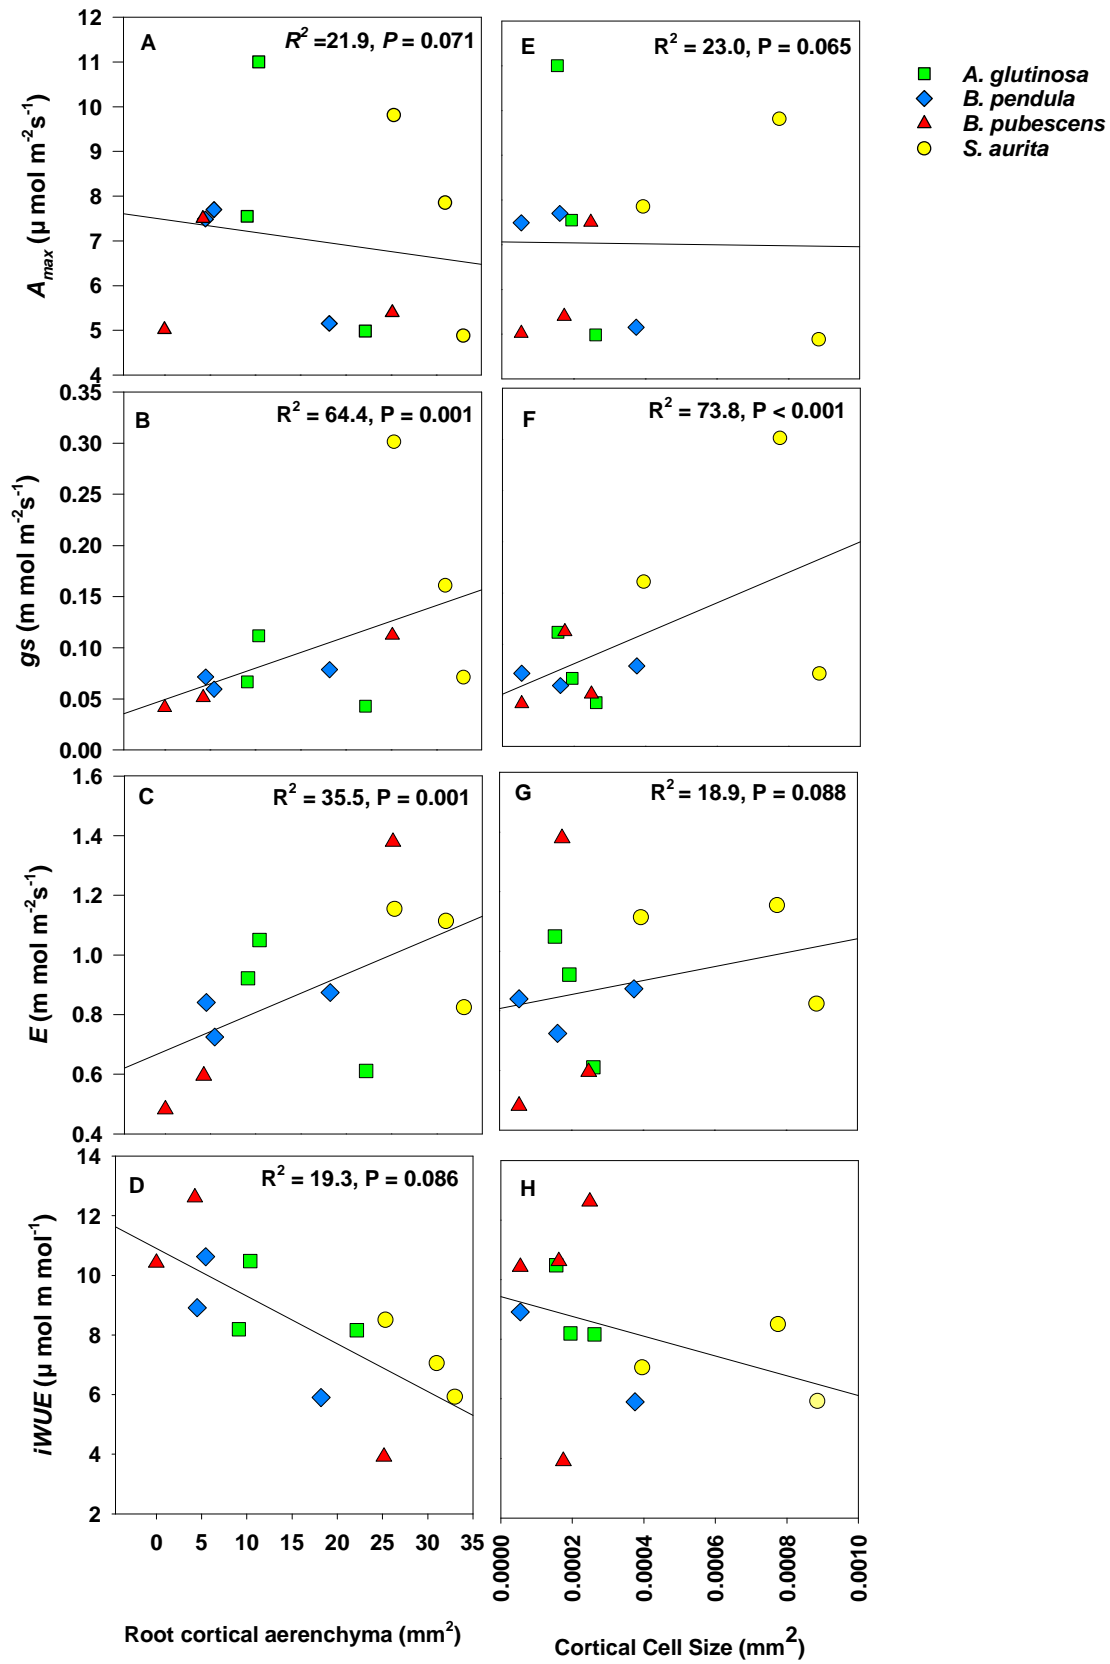 A
R² =21.9, P = 0.071
E
R² = 23.0, P = 0.065
A. glutinosa
B. pendula
B. pubescens
S. aurita
12
11
10
9
8
7
6
5
4
A max (µ mol m⁻²s⁻¹)
B
R² = 64.4, P = 0.001
F
R² = 73.8, P < 0.001
0.35
0.30
0.25
0.20
0.15
0.10
0.05
0.00
gs (m mol m⁻²s⁻¹)
C
R² = 35.5, P = 0.001
G
R² = 18.9, P = 0.088
1.6
1.4
1.2
1.0
0.8
0.6
0.4
E (m mol m⁻²s⁻¹)
D
R² = 19.3, P = 0.086
H
14
12
10
8
6
4
2
iWUE (µ mol m mol⁻¹)
0 5 10 15 20 25 30 35
0.0000 0.0002 0.0004 0.0006 0.0008 0.0010
Root cortical aerenchyma (mm²)
Cortical Cell Size (mm²)